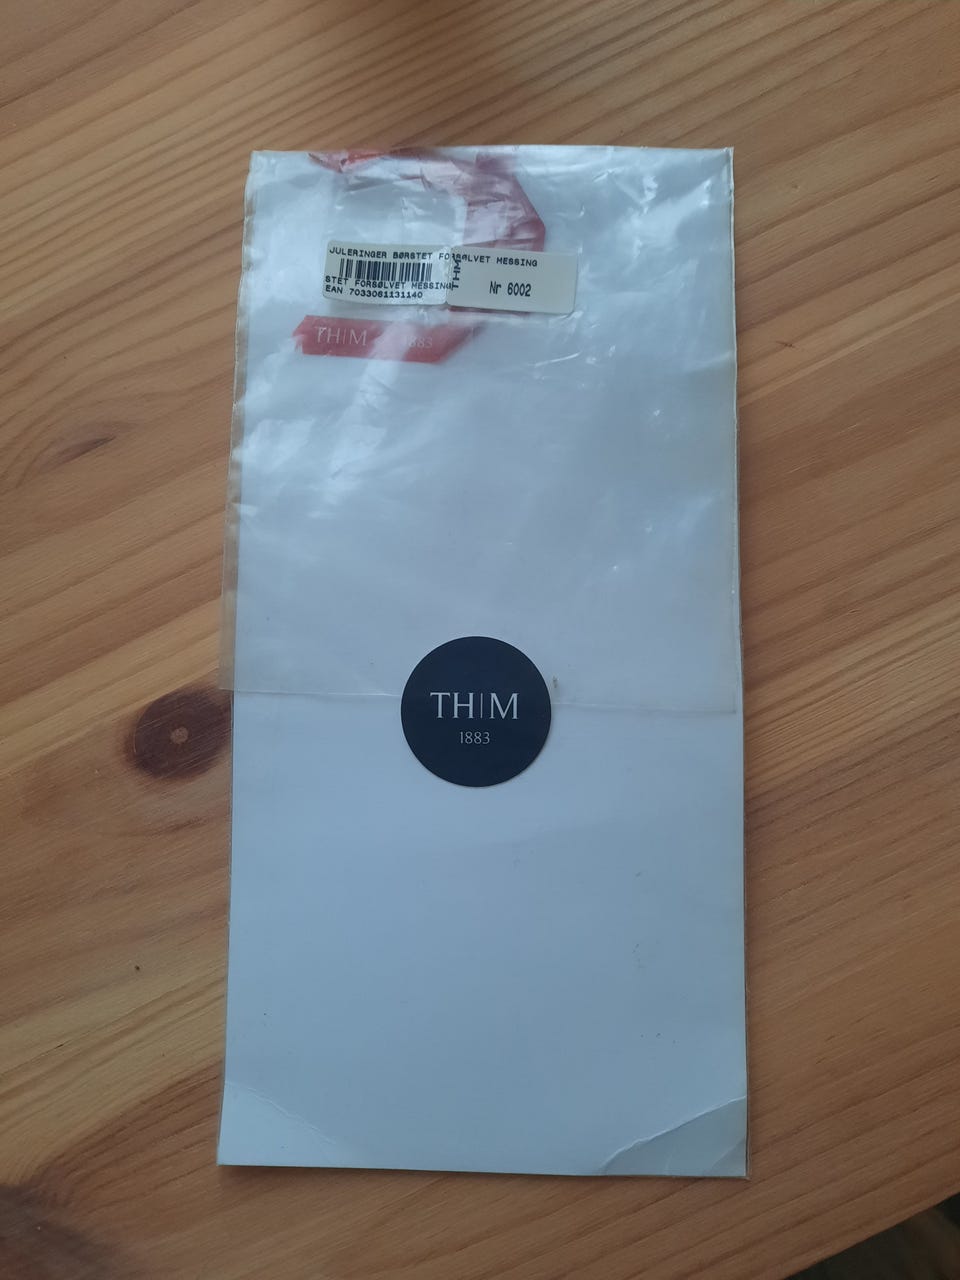 JULERINGER BØRSTET FORSØLVET MESSING
STET FORSØLVET MESSING
EAN 7033061131140
THM
Nr 6002
TH|M 1883
TH|M
1883